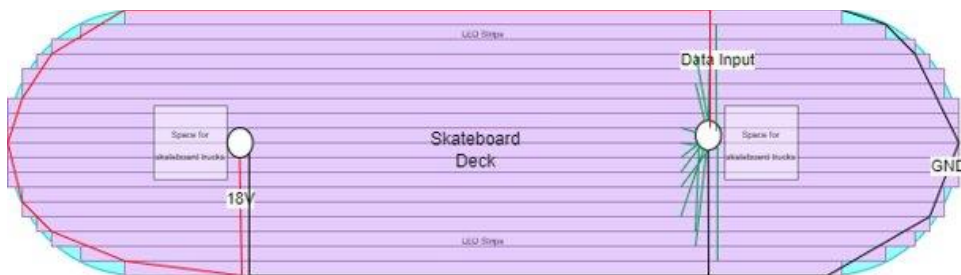 LED Strips
Data Input
Space for
skateboard trucks
Skateboard
Deck
Space for
skateboard trucks
GND
18V
LED Strips